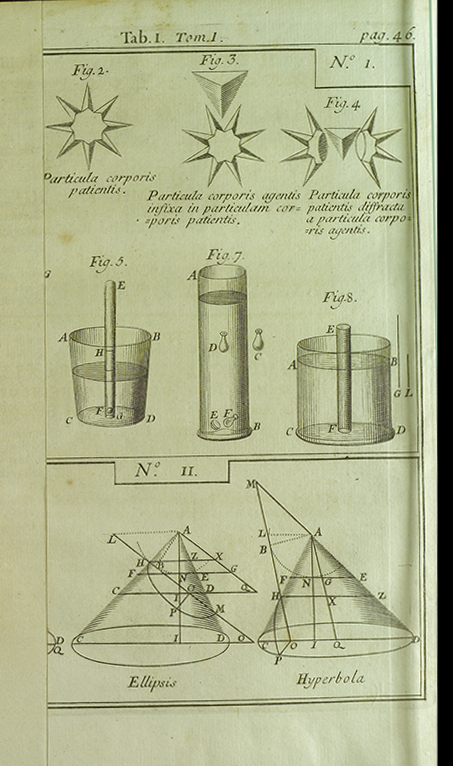 Tab. I. Tom. I. pag. 46.
N.º I.
Fig. 2.
Fig. 3.
Fig. 4
Particula corporis
patientis.
Particula corporis agentis
infixa in particulam cor=
=poris patientis.
Particula corporis
patientis diffracta
a particula corpo=
=ris agentis.
Fig. 5.
Fig. 7.
Fig. 8.
E
A B
H
C F G D
A
D C
E F
B
E
A B
G L
C F D
N.º II.
L A
H B Z X
F N E G
C I O D Q
P M
C I D O
Ellipsis
M
L A
B
F N G E
H X Z
C O I Q D
P
Hyperbola
D
Q